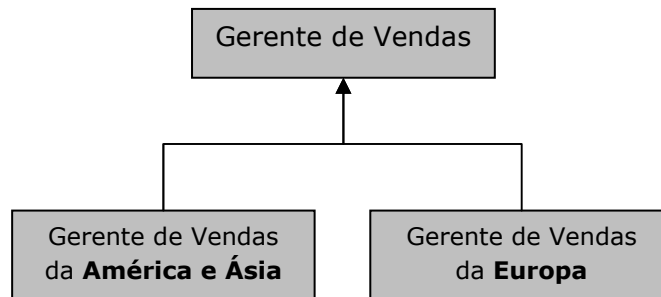 Gerente de Vendas
Gerente de Vendas
da América e Ásia
Gerente de Vendas
da Europa